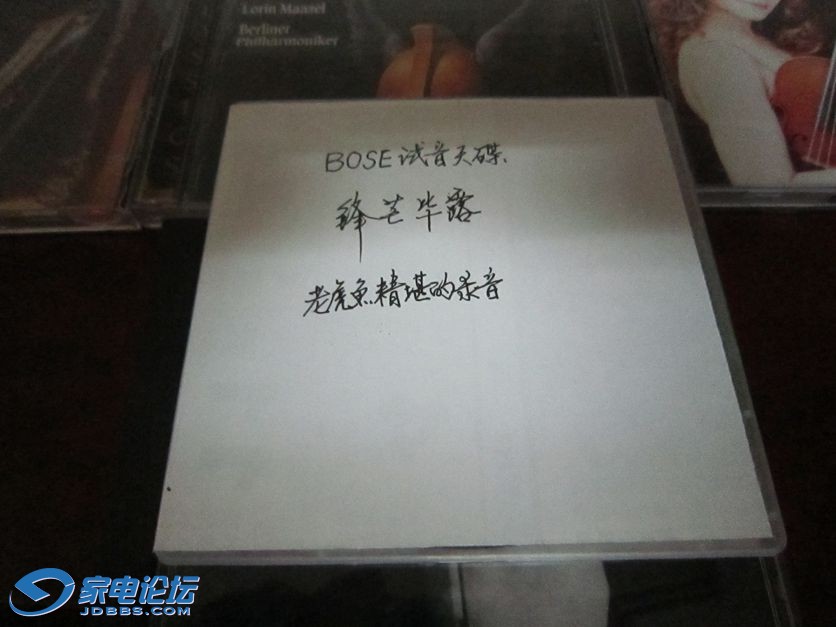 Lorin Maazel
Berliner
Philharmoniker
BOSE试音天碟
锋芒毕露
老虎鱼精堪的录音
家电论坛
JDBBS.COM